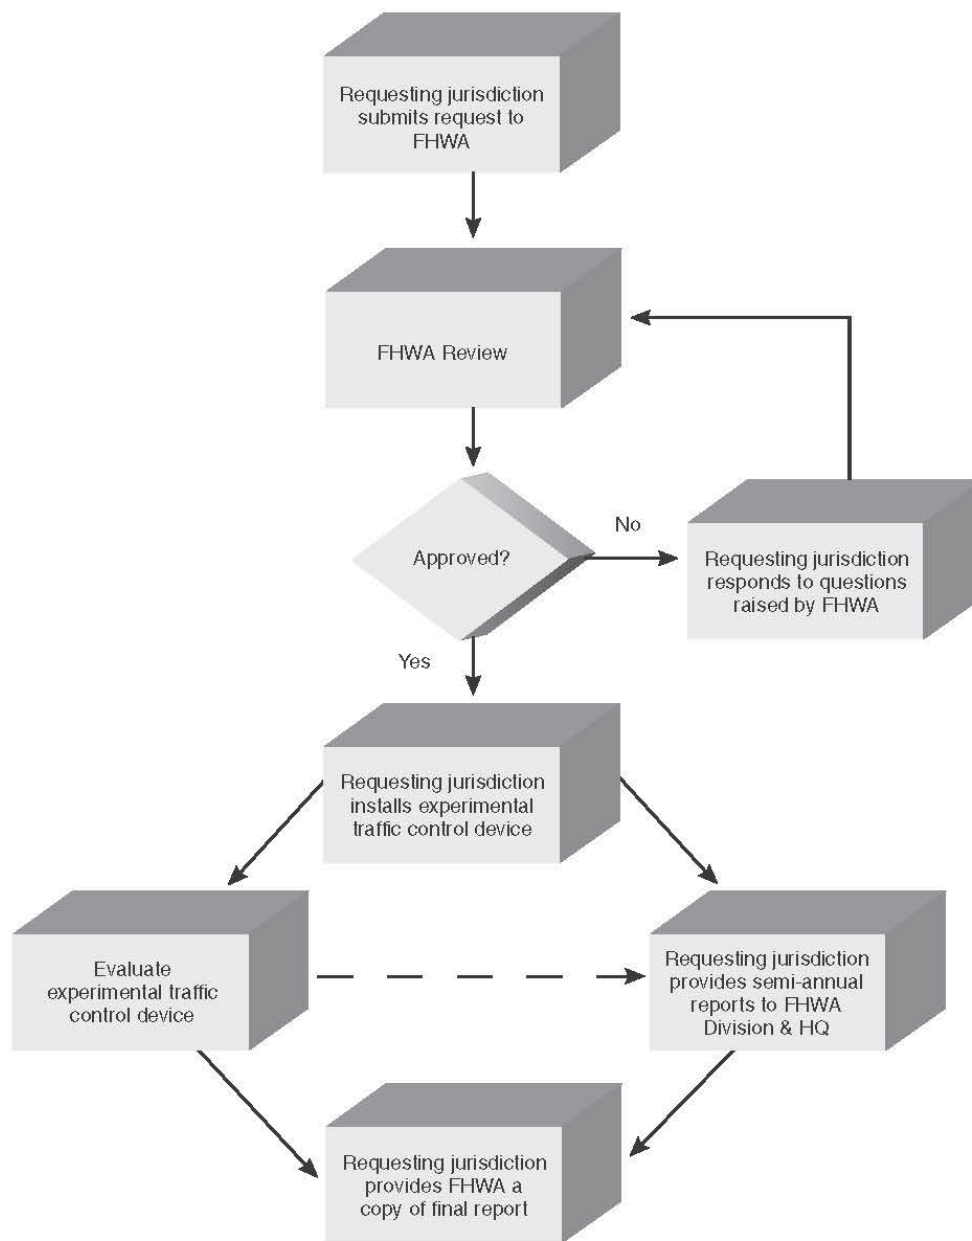 Requesting jurisdiction
submits request to
FHWA
FHWA Review
Approved?
No
Requesting jurisdiction
responds to questions
raised by FHWA
Yes
Requesting jurisdiction
installs experimental
traffic control device
Evaluate
experimental traffic
control device
Requesting jurisdiction
provides semi-annual
reports to FHWA
Division & HQ
Requesting jurisdiction
provides FHWA a
copy of final report